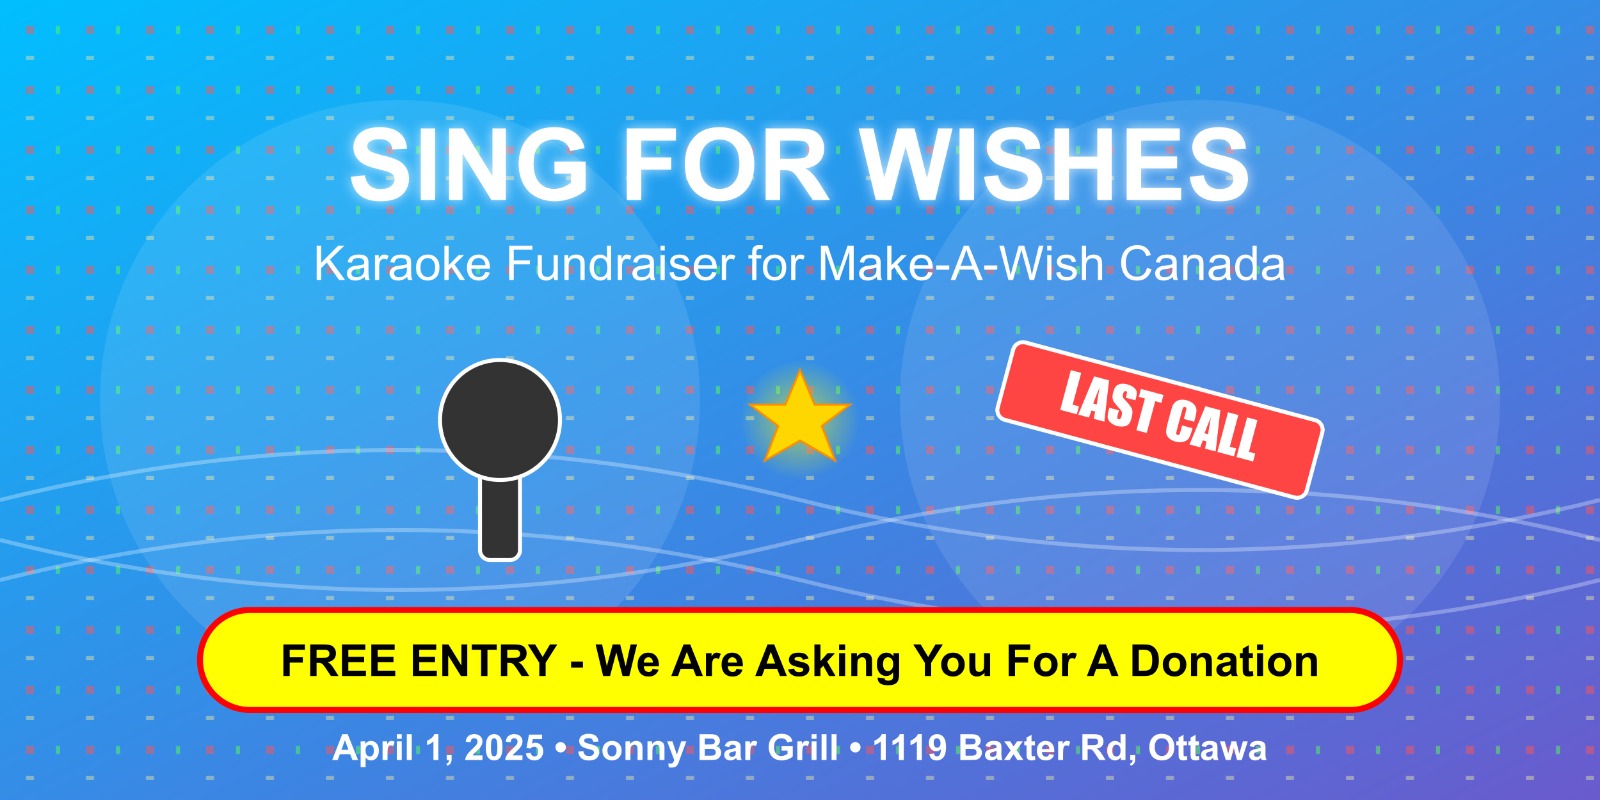 SING FOR WISHES
Karaoke Fundraiser for Make-A-Wish Canada
LAST CALL
FREE ENTRY - We Are Asking You For A Donation
April 1, 2025 • Sonny Bar Grill • 1119 Baxter Rd, Ottawa